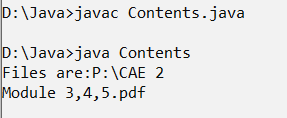 D:\Java>javac Contents.java
D:\Java>java Contents
Files are:P:\CAE 2
Module 3,4,5.pdf